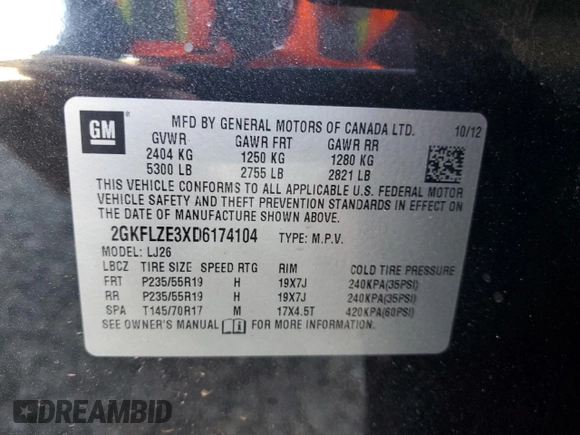 GM
MFD BY GENERAL MOTORS OF CANADA LTD. 10/12
GVWR GAWR FRT GAWR RR
2404 KG 1250 KG 1280 KG
5300 LB 2755 LB 2821 LB
THIS VEHICLE CONFORMS TO ALL APPLICABLE U.S. FEDERAL MOTOR
VEHICLE SAFETY AND THEFT PREVENTION STANDARDS IN EFFECT ON
THE DATE OF MANUFACTURE SHOWN ABOVE.
2GKFLZE3XD6174104 TYPE: M.P.V.
MODEL: LJ26
LBCZ TIRE SIZE SPEED RTG RIM COLD TIRE PRESSURE
FRT P235/55R19 H 19X7J 240KPA(35PSI)
RR P235/55R19 H 19X7J 240KPA(35PSI)
SPA T145/70R17 M 17X4.5T 420KPA(60PSI)
SEE OWNER'S MANUAL FOR MORE INFORMATION.
DREAMBID